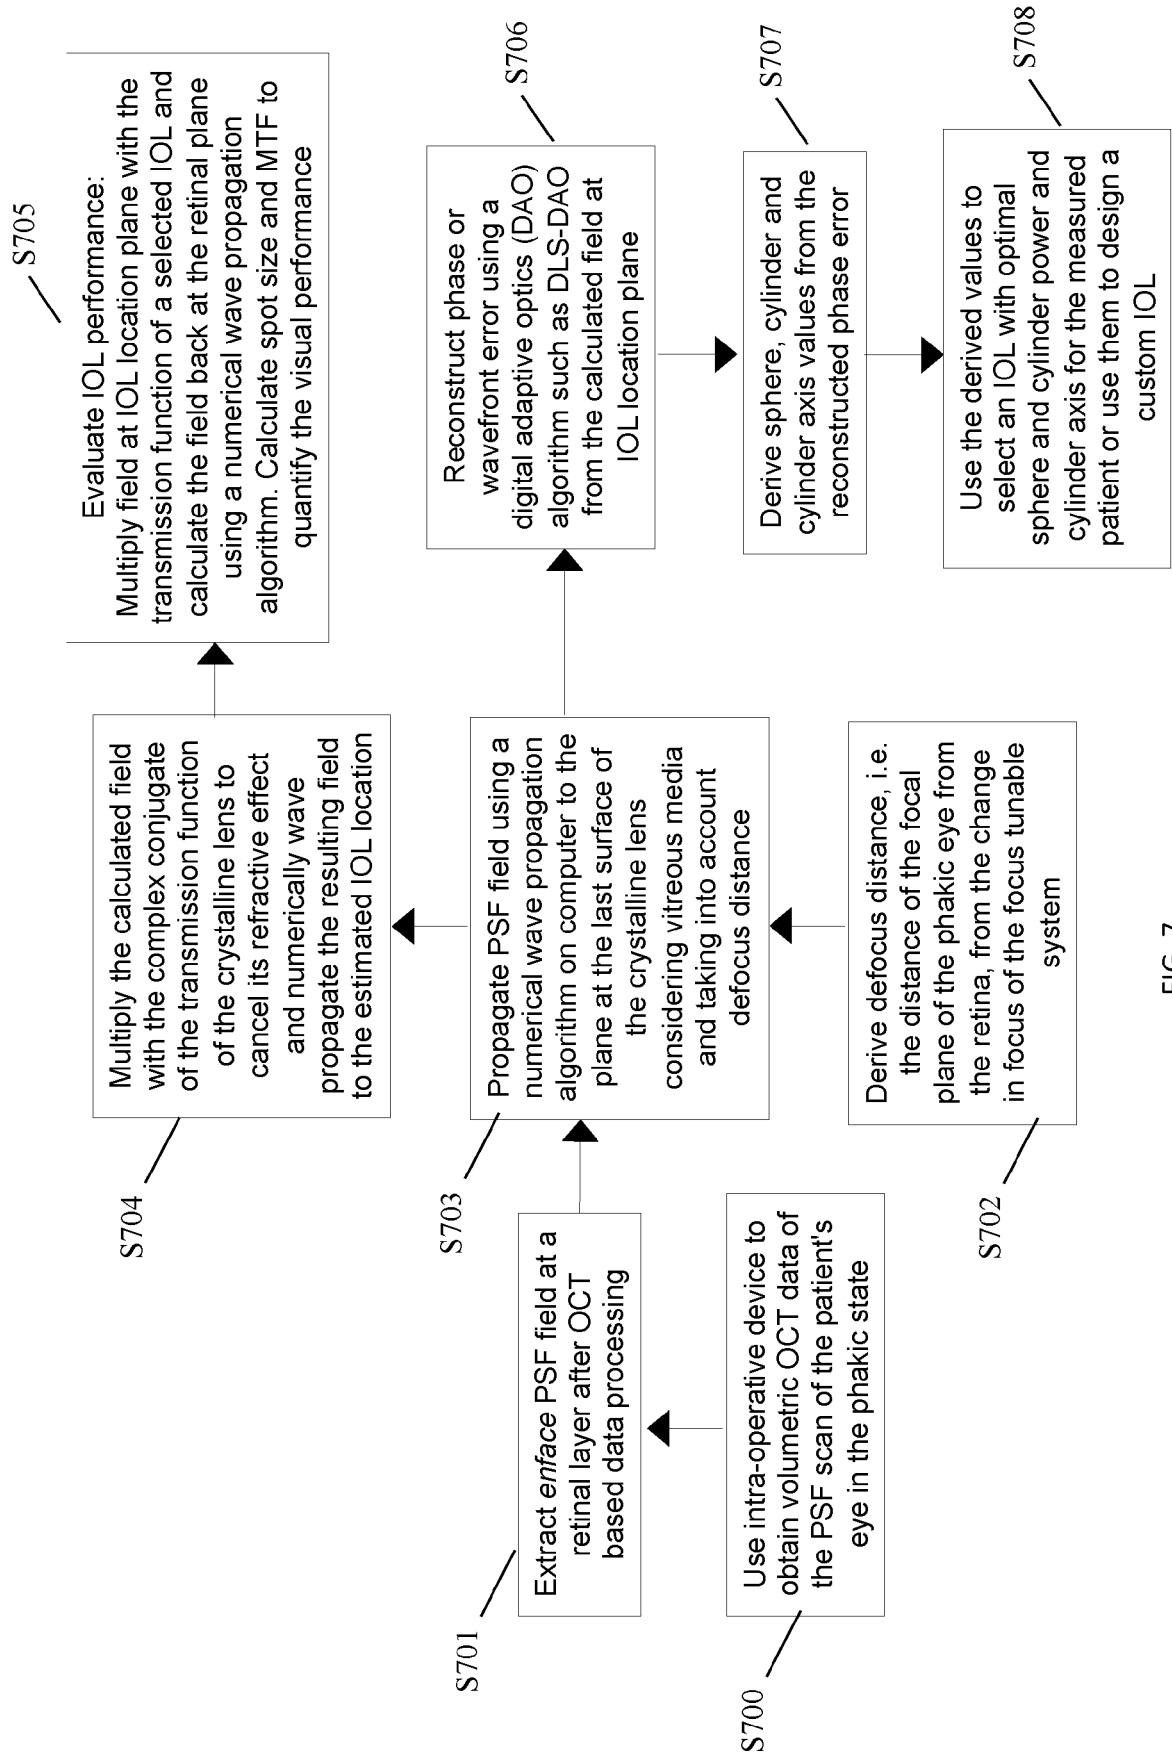 S700
Use intra-operative device to
obtain volumetric OCT data of
the PSF scan of the patient's
eye in the phakic state
S701
Extract enface PSF field at a
retinal layer after OCT
based data processing
S702
Derive defocus distance, i.e.
the distance of the focal
plane of the phakic eye from
the retina, from the change
in focus of the focus tunable
system
S703
Propagate PSF field using a
numerical wave propagation
algorithm on computer to the
plane at the last surface of
the crystalline lens
considering vitreous media
and taking into account
defocus distance
S704
Multiply the calculated field
with the complex conjugate
of the transmission function
of the crystalline lens to
cancel its refractive effect
and numerically wave
propagate the resulting field
to the estimated IOL location
S705
Evaluate IOL performance:
Multiply field at IOL location plane with the
transmission function of a selected IOL and
calculate the field back at the retinal plane
using a numerical wave propagation
algorithm. Calculate spot size and MTF to
quantify the visual performance
S706
Reconstruct phase or
wavefront error using a
digital adaptive optics (DAO)
algorithm such as DLS-DAO
from the calculated field at
IOL location plane
S707
Derive sphere, cylinder and
cylinder axis values from the
reconstructed phase error
S708
Use the derived values to
select an IOL with optimal
sphere and cylinder power and
cylinder axis for the measured
patient or use them to design a
custom IOL
FIG. 7